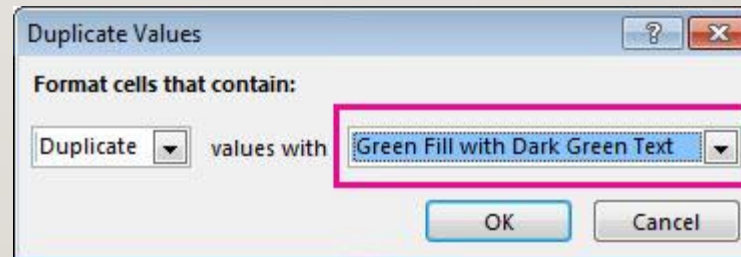 Duplicate Values
Format cells that contain:
Duplicate values with Green Fill with Dark Green Text
OK Cancel